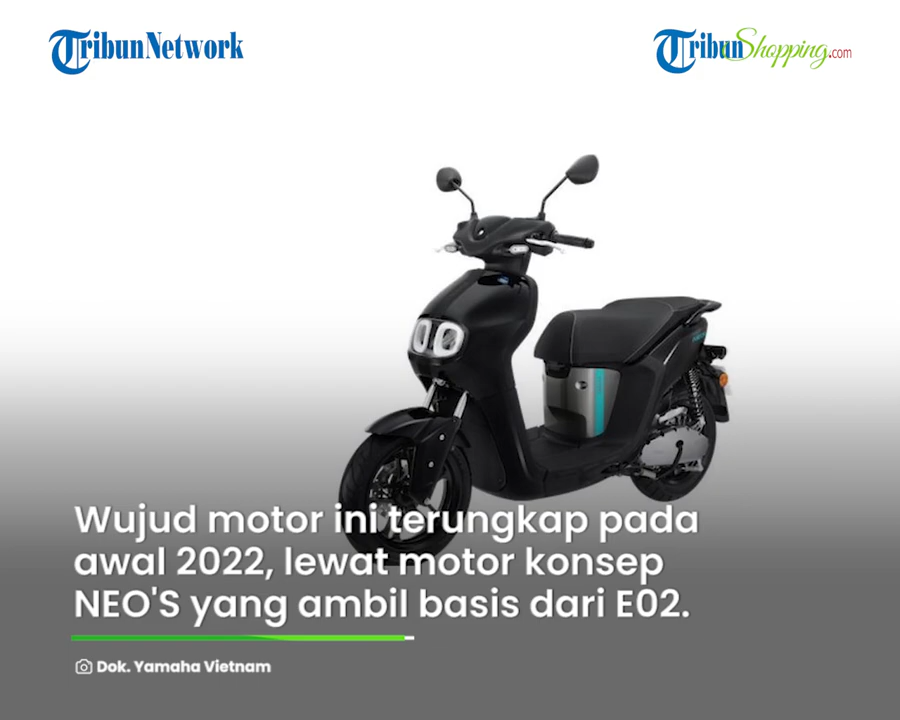 TribunNetwork
TribunShopping.com
Wujud motor ini terungkap pada
awal 2022, lewat motor konsep
NEO'S yang ambil basis dari E02.
Dok. Yamaha Vietnam